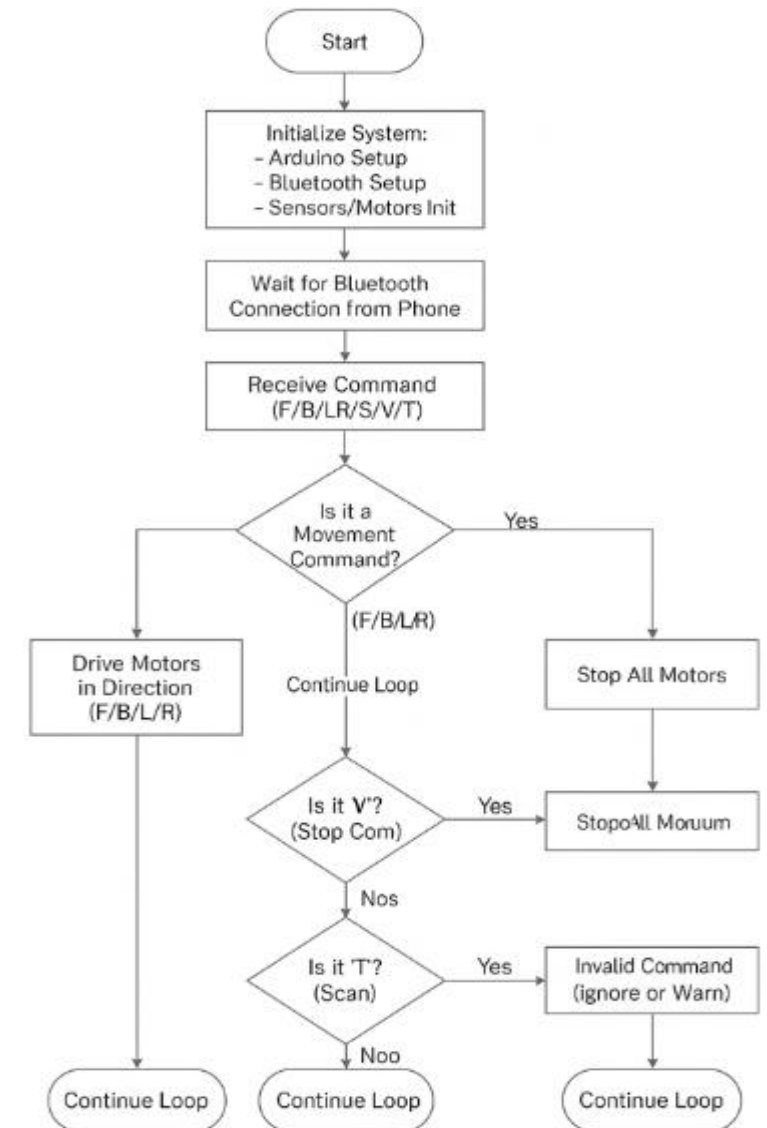 Start
Initialize System:
- Arduino Setup
- Bluetooth Setup
- Sensors/Motors Init
Wait for Bluetooth
Connection from Phone
Receive Command
(F/B/LR/S/V/T)
Is it a
Movement
Command?
Yes
(F/B/L/R)
Drive Motors
in Direction
(F/B/L/R)
Continue Loop
Stop All Motors
Is it V'?
(Stop Com)
Yes
StopoAll Moruum
Nos
Is it 'T'?
(Scan)
Yes
Invalid Command
(ignore or Warn)
Noo
Continue Loop
Continue Loop
Continue Loop